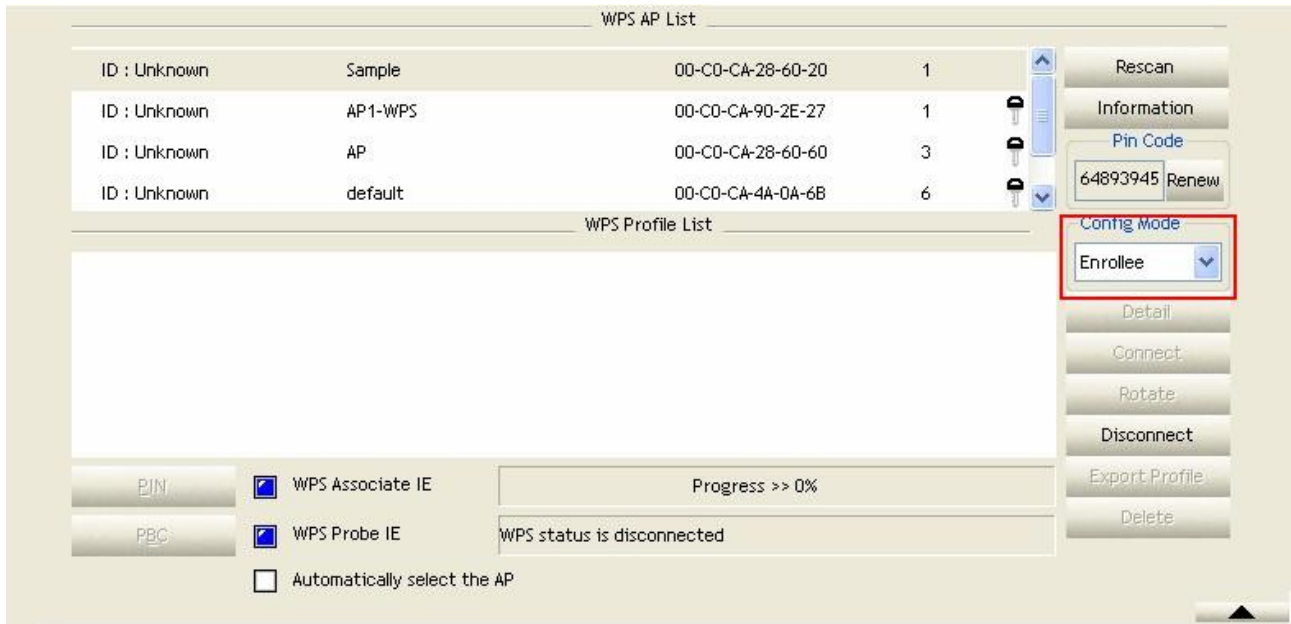 WPS AP List
ID : Unknown Sample 00-C0-CA-28-60-20 1
ID : Unknown AP1-WPS 00-C0-CA-90-2E-27 1
ID : Unknown AP 00-C0-CA-28-60-60 3
ID : Unknown default 00-C0-CA-4A-0A-6B 6
Rescan
Information
Pin Code
64893945 Renew
Config Mode
Enrollee
WPS Profile List
Detail
Connect
Rotate
Disconnect
Export Profile
Delete
PIN
WPS Associate IE
Progress >> 0%
PBC
WPS Probe IE
WPS status is disconnected
Automatically select the AP